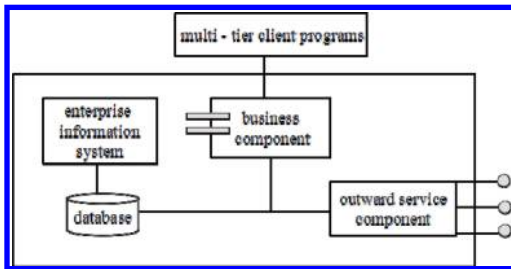 multi - tier client programs
enterprise
information
system
business
component
database
outward service
component